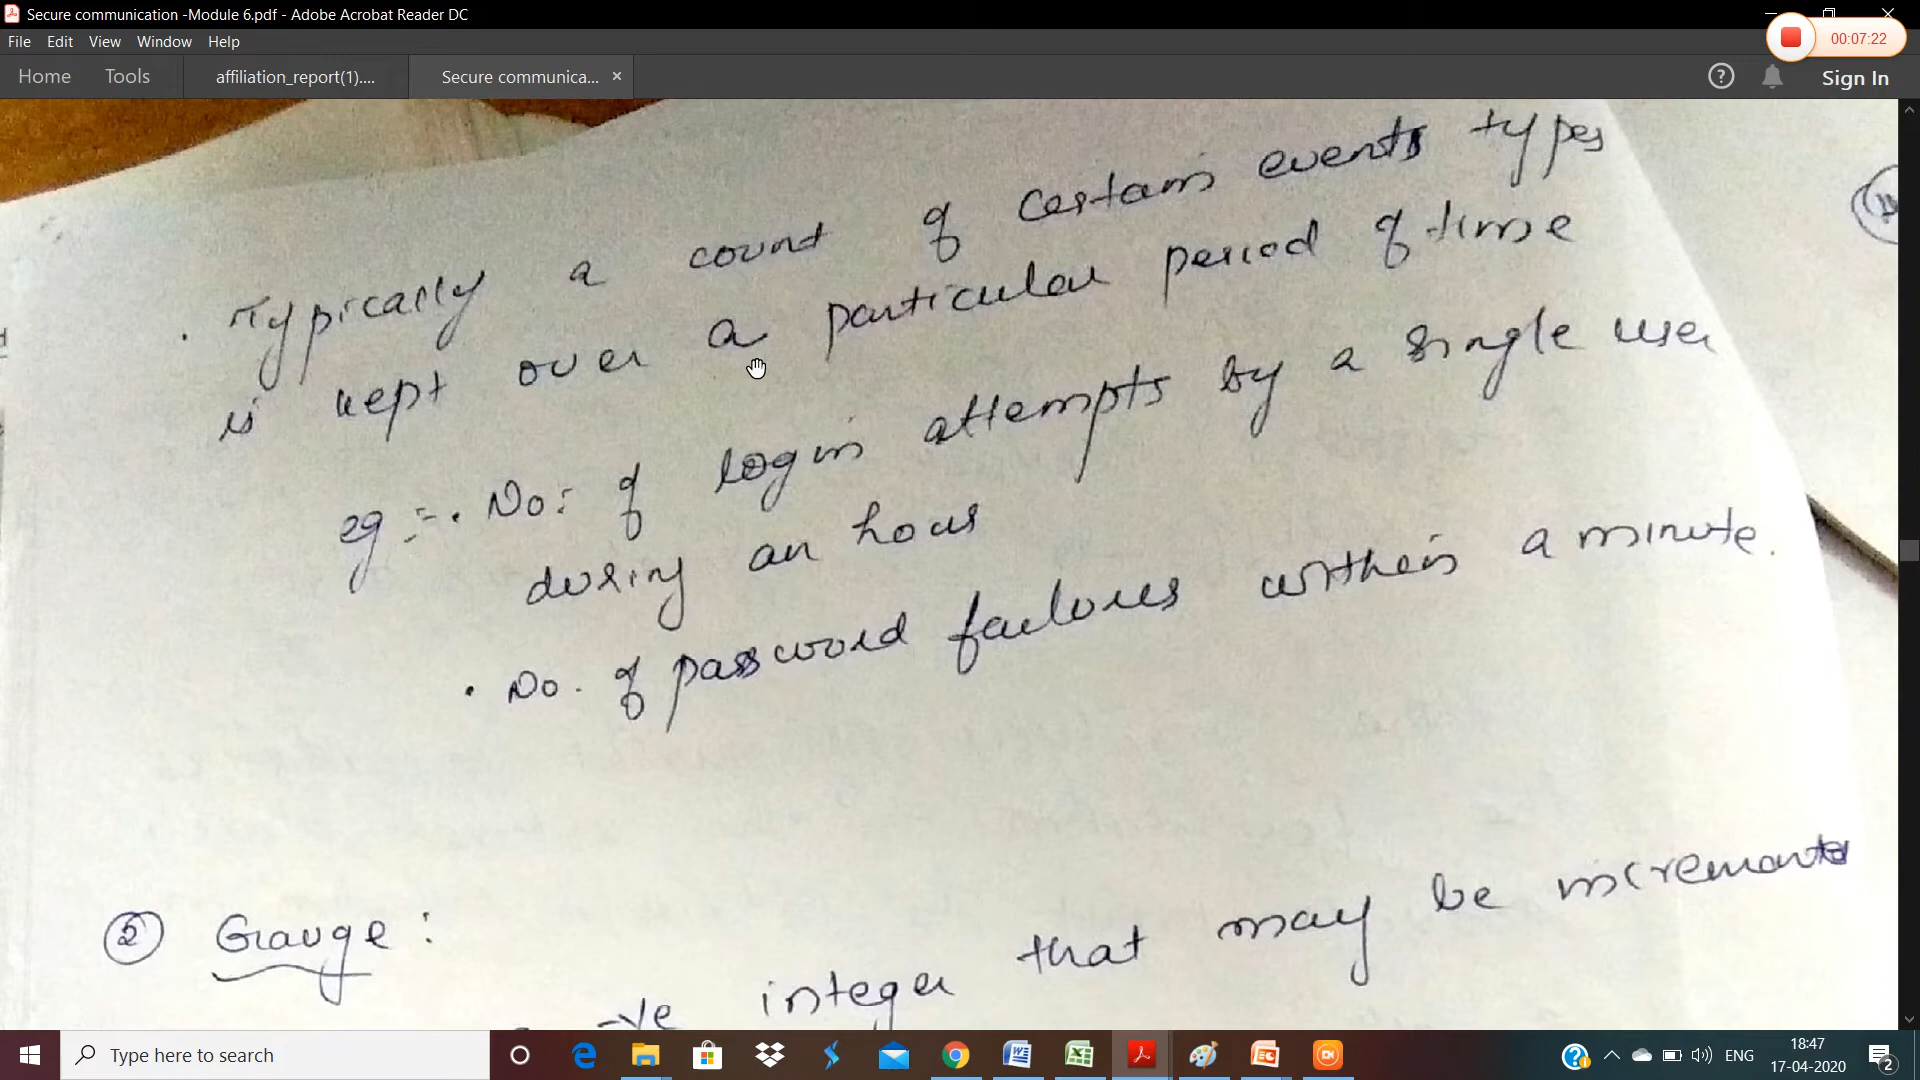 Secure communication -Module 6.pdf - Adobe Acrobat Reader DC
00:07:22
File Edit View Window Help
Home Tools affiliation_report(1).... Secure communica... × Sign In
. Typically a count of certain events types
is kept over a particular period of time
eg :- . No: of login attempts by a single user
during an hour
. No. of password failures within a minute.
② Gauge :
-ve integer that may be increment
Type here to search
ENG
18:47
17-04-2020
2